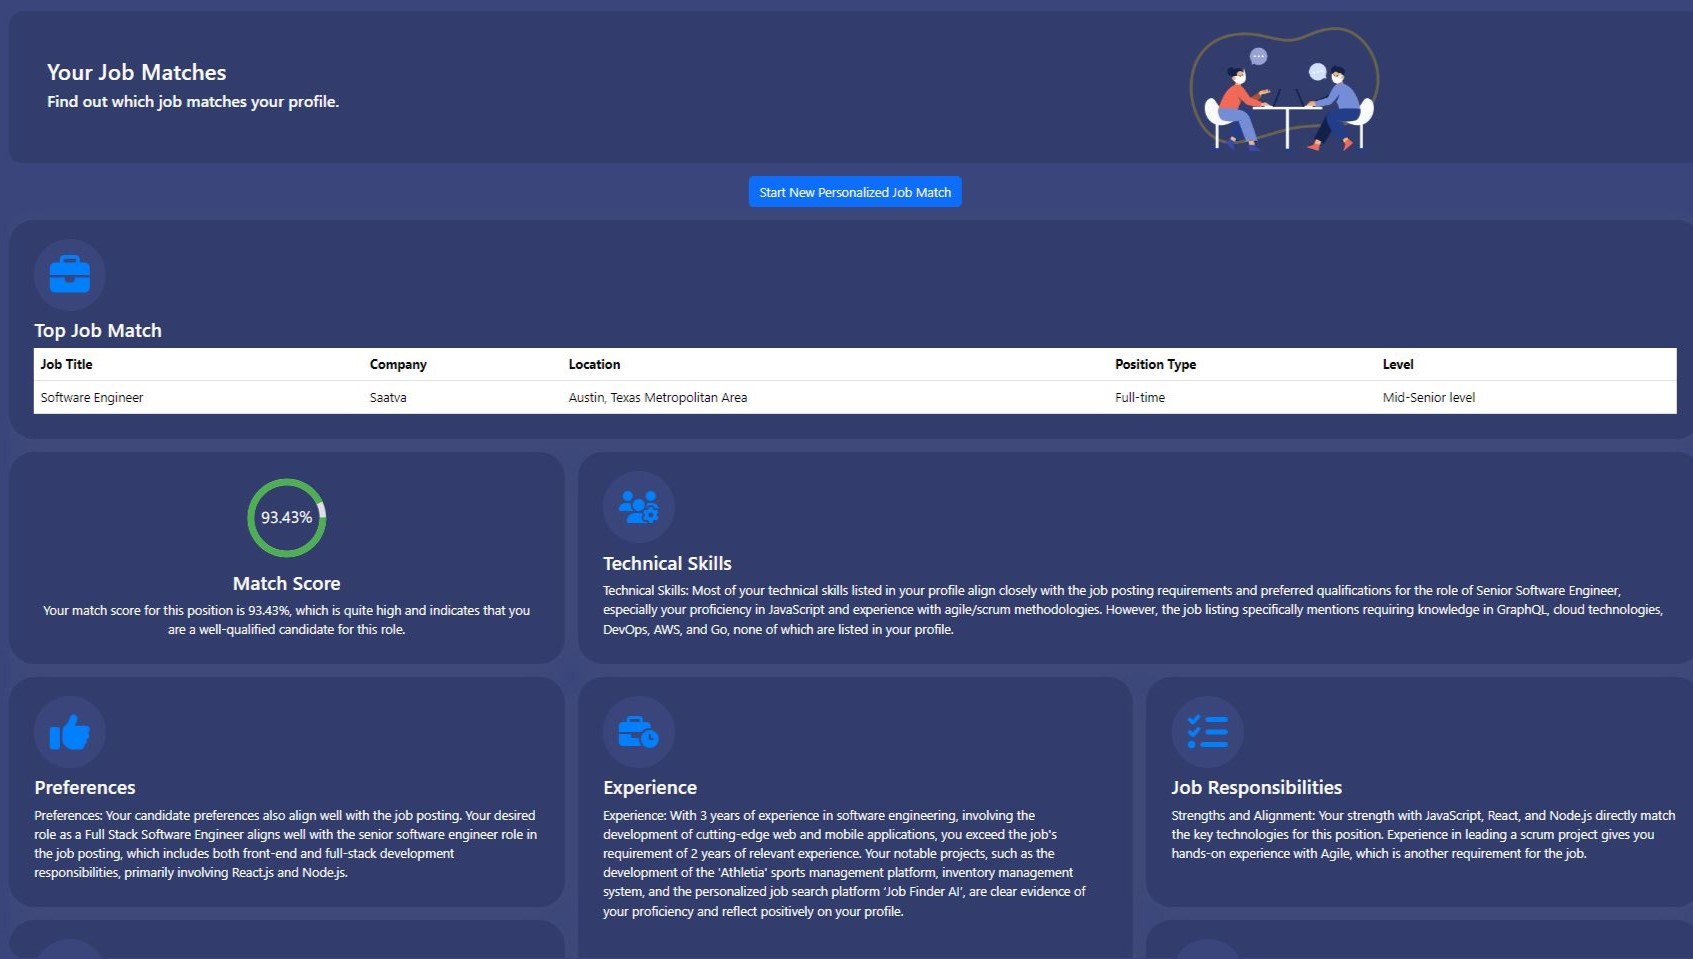 Your Job Matches
Find out which job matches your profile.
Start New Personalized Job Match
Top Job Match
Job Title Company Location Position Type Level
Software Engineer Saatva Austin, Texas Metropolitan Area Full-time Mid-Senior level
93.43%
Match Score
Your match score for this position is 93.43%, which is quite high and indicates that you
are a well-qualified candidate for this role.
Technical Skills
Technical Skills: Most of your technical skills listed in your profile align closely with the job posting requirements and preferred qualifications for the role of Senior Software Engineer,
especially your proficiency in JavaScript and experience with agile/scrum methodologies. However, the job listing specifically mentions requiring knowledge in GraphQL, cloud technologies,
DevOps, AWS, and Go, none of which are listed in your profile.
Preferences
Preferences: Your candidate preferences also align well with the job posting. Your desired
role as a Full Stack Software Engineer aligns well with the senior software engineer role in
the job posting, which includes both front-end and full-stack development
responsibilities, primarily involving React.js and Node.js.
Experience
Experience: With 3 years of experience in software engineering, involving the
development of cutting-edge web and mobile applications, you exceed the job's
requirement of 2 years of relevant experience. Your notable projects, such as the
development of the 'Athletia' sports management platform, inventory management
system, and the personalized job search platform ‘Job Finder AI’, are clear evidence of
your proficiency and reflect positively on your profile.
Job Responsibilities
Strengths and Alignment: Your strength with JavaScript, React, and Node.js directly match
the key technologies for this position. Experience in leading a scrum project gives you
hands-on experience with Agile, which is another requirement for the job.